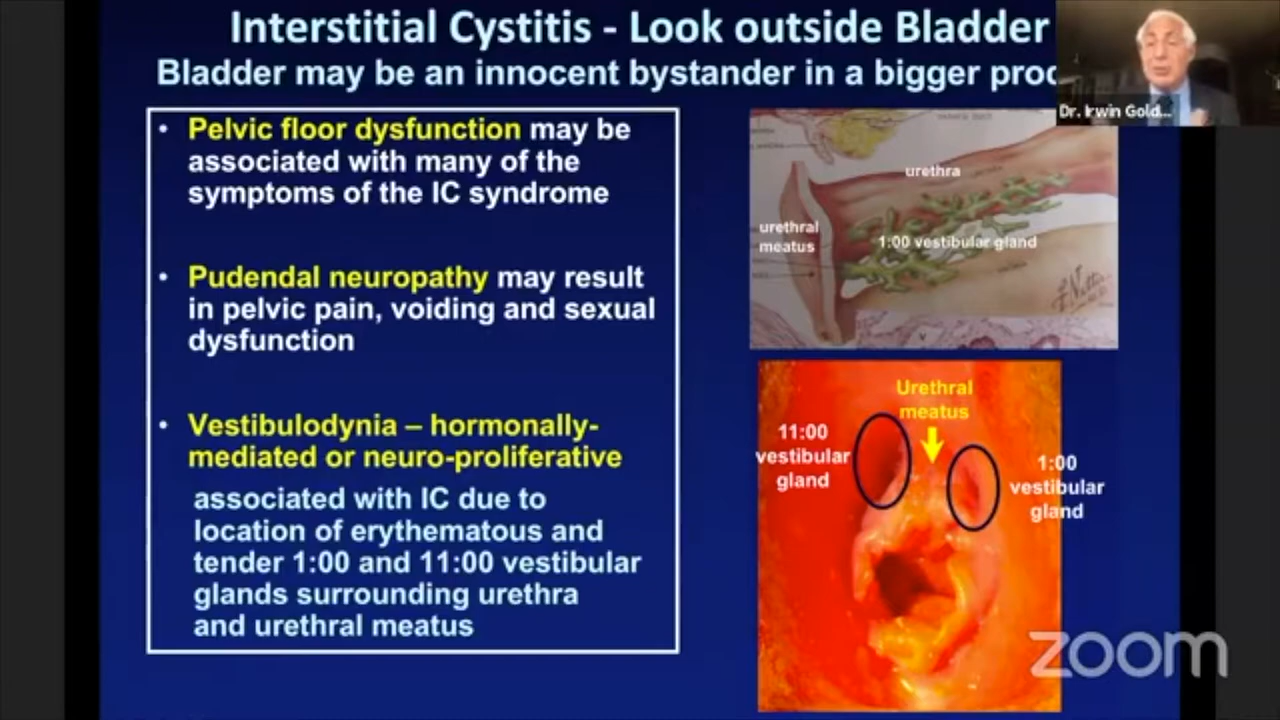 Interstitial Cystitis - Look outside Bladder
Bladder may be an innocent bystander in a bigger
Dr. Irwin Gold...
• Pelvic floor dysfunction may be
associated with many of the
symptoms of the IC syndrome
• Pudendal neuropathy may result
in pelvic pain, voiding and sexual
dysfunction
• Vestibulodynia – hormonally-
mediated or neuro-proliferative
associated with IC due to
location of erythematous and
tender 1:00 and 11:00 vestibular
glands surrounding urethra
and urethral meatus
urethra
urethral
meatus
1:00 vestibular gland
Urethral
meatus
11:00
vestibular
gland
1:00
vestibular
gland
zoom